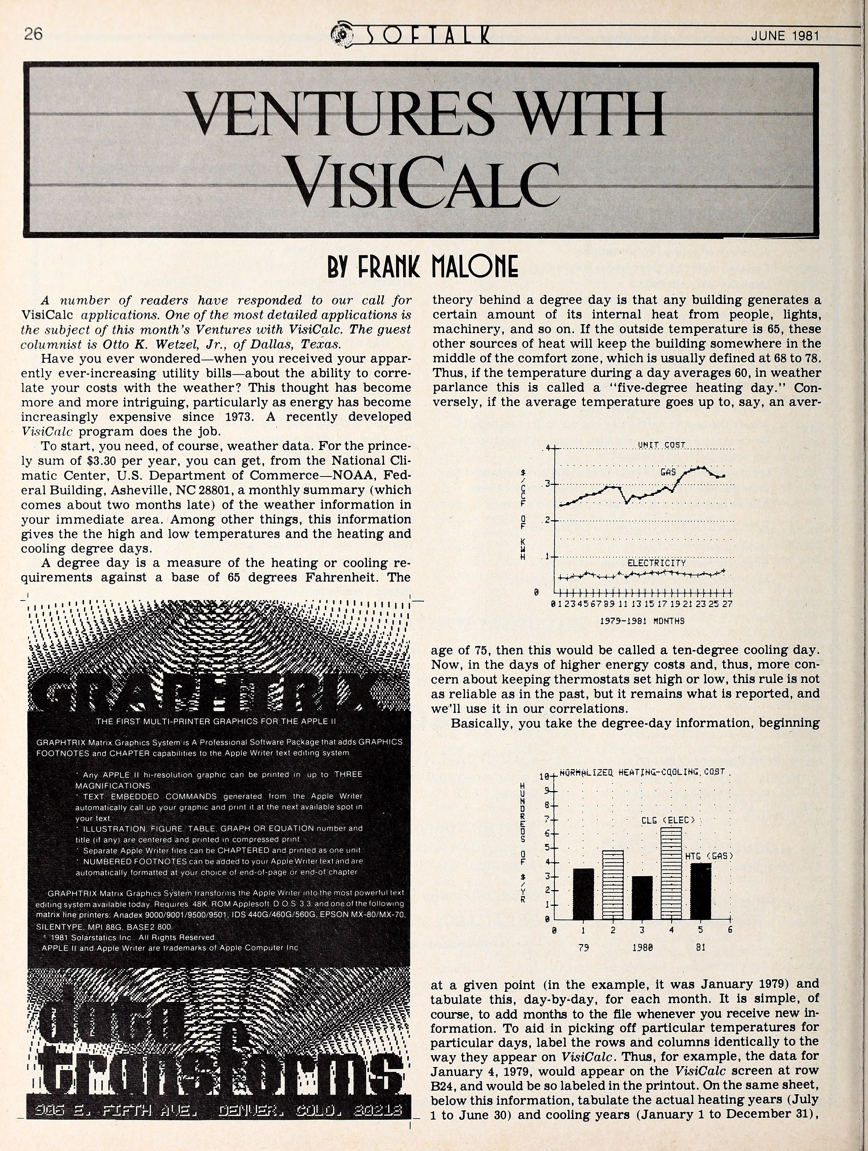 26
SOFTALK
JUNE 1981
VENTURES WITH
VISICALC
BY FRANK MALONE
A number of readers have responded to our call for
VisiCalc applications. One of the most detailed applications is
the subject of this month's Ventures with VisiCalc. The guest
columnist is Otto K. Wetzel, Jr., of Dallas, Texas.
Have you ever wondered—when you received your appar-
ently ever-increasing utility bills—about the ability to corre-
late your costs with the weather? This thought has become
more and more intriguing, particularly as energy has become
increasingly expensive since 1973. A recently developed
VisiCalc program does the job.
To start, you need, of course, weather data. For the prince-
ly sum of $3.30 per year, you can get, from the National Cli-
matic Center, U.S. Department of Commerce—NOAA, Fed-
eral Building, Asheville, NC 28801, a monthly summary (which
comes about two months late) of the weather information in
your immediate area. Among other things, this information
gives the the high and low temperatures and the heating and
cooling degree days.
A degree day is a measure of the heating or cooling re-
quirements against a base of 65 degrees Fahrenheit. The
GRAPHTRIX
THE FIRST MULTI-PRINTER GRAPHICS FOR THE APPLE II
GRAPHTRIX Matrix Graphics System is A Professional Software Package that adds GRAPHICS
FOOTNOTES and CHAPTER capabilities to the Apple Writer text editing system
* Any APPLE II hi-resolution graphic can be printed in up to THREE
MAGNIFICATIONS.
* TEXT EMBEDDED COMMANDS generated from the Apple Writer
automatically call up your graphic and print it at the next available spot in
your text.
* ILLUSTRATION, FIGURE, TABLE, GRAPH OR EQUATION number and
title (if any) are centered and printed in compressed print.
* Separate Apple Writer files can be CHAPTERED and printed as one unit.
* NUMBERED FOOTNOTES can be added to your Apple Writer text and are
automatically formatted at your choice of end-of-page or end-of chapter.
GRAPHTRIX Matrix Graphics System transforms the Apple Writer into the most powerful text
editing system available today. Requires 48K, ROM Applesoft, D.O.S. 3.3, and one of the following
matrix line printers: Anadex 9000/9001/9500/9501, IDS 440G/460G/560G, EPSON MX-80/MX-70,
SILENTYPE, MPI 88G, BASE2 800.
© 1981 Solarstatics Inc. All Rights Reserved.
APPLE II and Apple Writer are trademarks of Apple Computer Inc
data
transforms
906 E. FIFTH AVE. DENVER, COLO. 80218
theory behind a degree day is that any building generates a
certain amount of its internal heat from people, lights,
machinery, and so on. If the outside temperature is 65, these
other sources of heat will keep the building somewhere in the
middle of the comfort zone, which is usually defined at 68 to 78.
Thus, if the temperature during a day averages 60, in weather
parlance this is called a "five-degree heating day." Con-
versely, if the average temperature goes up to, say, an aver-
UNIT COST
GAS
ELECTRICITY
$/CCF OR KWH
.4
.3
.2
.1
0
0 1 2 3 4 5 6 7 8 9 11 13 15 17 19 21 23 25 27
1979-1981 MONTHS
age of 75, then this would be called a ten-degree cooling day.
Now, in the days of higher energy costs and, thus, more con-
cern about keeping thermostats set high or low, this rule is not
as reliable as in the past, but it remains what is reported, and
we'll use it in our correlations.
Basically, you take the degree-day information, beginning
NORMALIZED HEATING-COOLING COST
CLG (ELEC)
HTG (GAS)
HUNDREDS OF $/YR
10
9
8
7
6
5
4
3
2
1
0
0 1 2 3 4 5 6
79 1980 81
at a given point (in the example, it was January 1979) and
tabulate this, day-by-day, for each month. It is simple, of
course, to add months to the file whenever you receive new in-
formation. To aid in picking off particular temperatures for
particular days, label the rows and columns identically to the
way they appear on VisiCalc. Thus, for example, the data for
January 4, 1979, would appear on the VisiCalc screen at row
B24, and would be so labeled in the printout. On the same sheet,
below this information, tabulate the actual heating years (July
1 to June 30) and cooling years (January 1 to December 31),